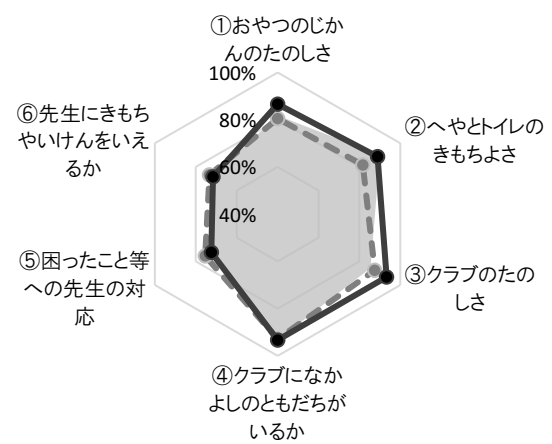 ①おやつのじか
んのたのしさ
100%
80%
60%
40%
②へやとトイレの
きもちよさ
③クラブのたの
しさ
④クラブになか
よしのともだちが
いるか
⑤困ったこと等
への先生の対
応
⑥先生にきもち
やいけんをいえ
るか